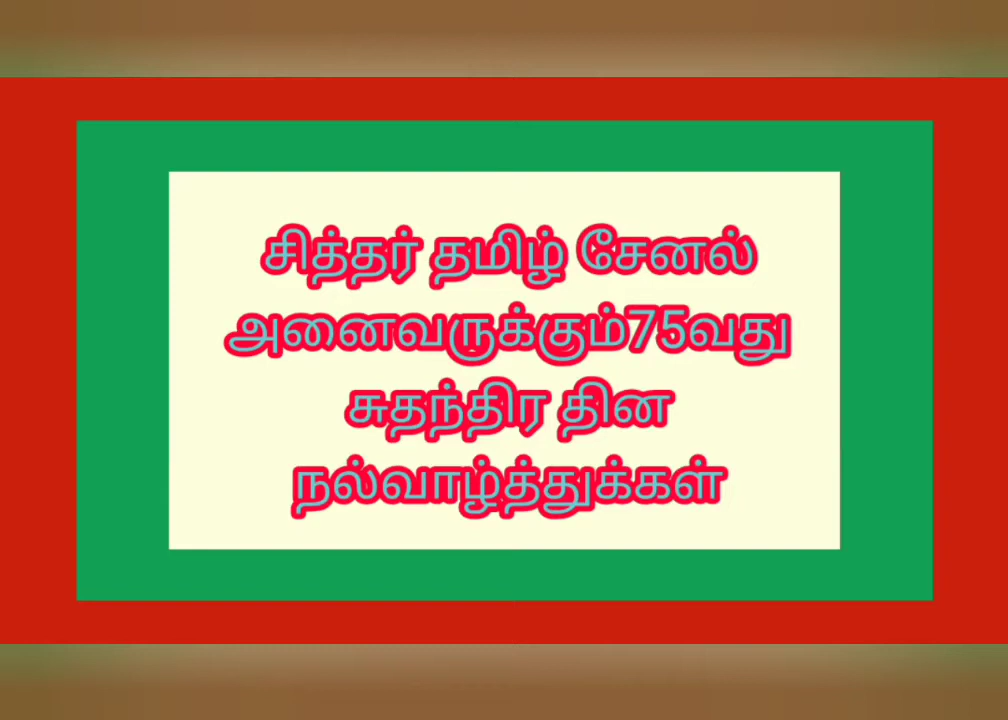 சித்தர் தமிழ் சேனல்
அனைவருக்கும்75வது
சுதந்திர தின
நல்வாழ்த்துக்கள்